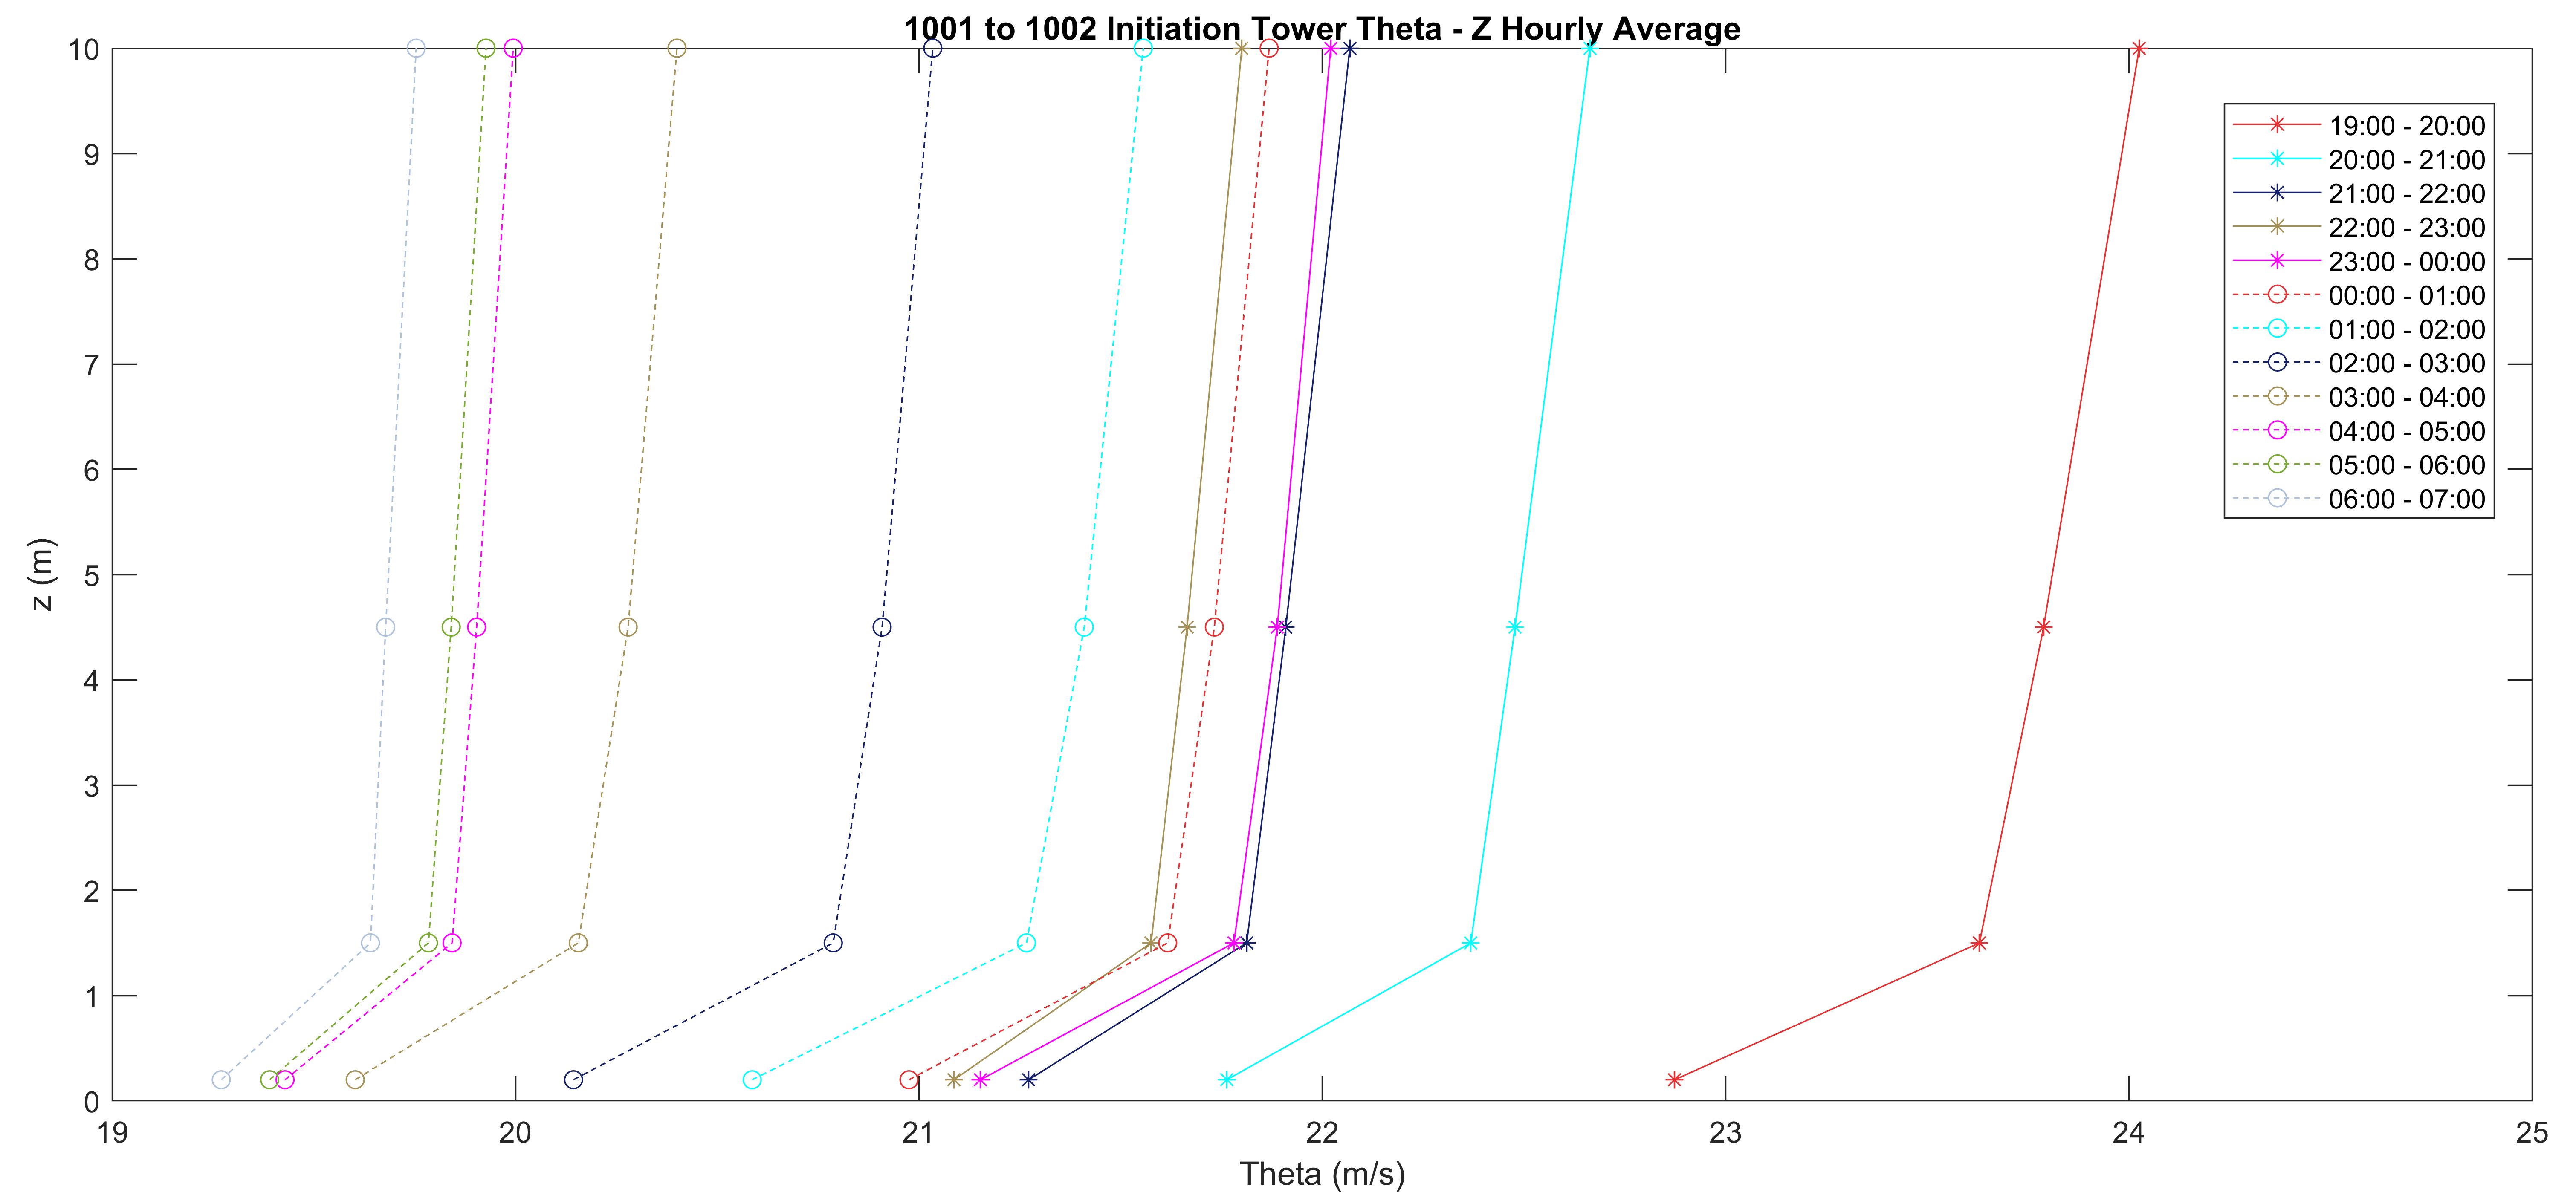 1001 to 1002 Initiation Tower Theta - Z Hourly Average
10
9
8
7
6
5
4
3
2
1
0
z (m)
19 20 21 22 23 24 25
Theta (m/s)
19:00 - 20:00
20:00 - 21:00
21:00 - 22:00
22:00 - 23:00
23:00 - 00:00
00:00 - 01:00
01:00 - 02:00
02:00 - 03:00
03:00 - 04:00
04:00 - 05:00
05:00 - 06:00
06:00 - 07:00